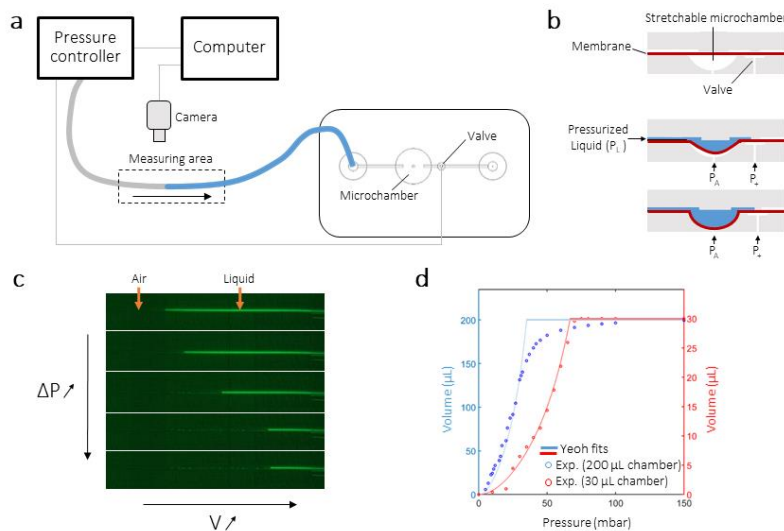 a
Pressure
controller
Computer
Camera
Measuring area
Valve
Microchamber
b
Stretchable microchamber
Membrane
Valve
Pressurized
Liquid (PL)
PA
P+
PA
P+
c
Air
Liquid
ΔP ↗
V ↗
d
Volume (µL)
200
150
100
50
0
30
25
20
15
10
5
0
Volume (µL)
Yeoh fits
Exp. (200 µL chamber)
Exp. (30 µL chamber)
0
50
100
150
Pressure (mbar)